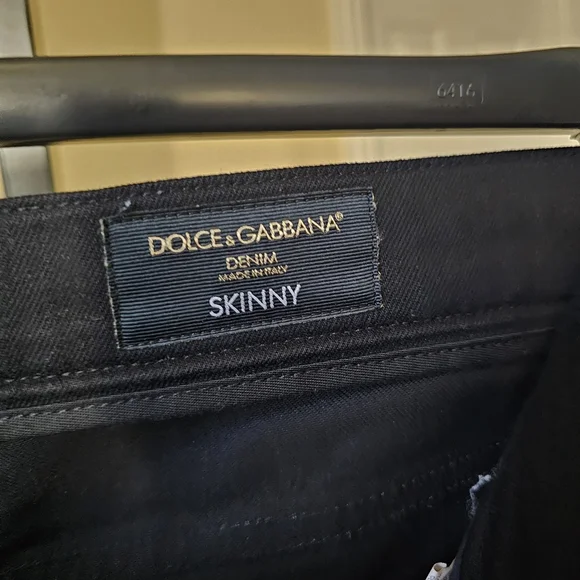 6416
DOLCE&GABBANA®
DENIM
MADE IN ITALY
SKINNY